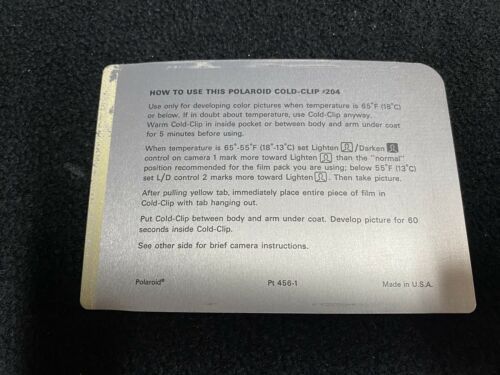 HOW TO USE THIS POLAROID COLD-CLIP #204
Use only for developing color pictures when temperature is 65°F (18°C)
or below. If in doubt about temperature, use Cold-Clip anyway.
Warm Cold-Clip in inside pocket or between body and arm under coat
for 5 minutes before using.
When temperature is 65°-55°F (18°-13°C) set Lighten /Darken
control on camera 1 mark more toward Lighten than the "normal"
position recommended for the film pack you are using; below 55°F (13°C)
set L/D control 2 marks more toward Lighten . Then take picture.
After pulling yellow tab, immediately place entire piece of film in
Cold-Clip with tab hanging out.
Put Cold-Clip between body and arm under coat. Develop picture for 60
seconds inside Cold-Clip.
See other side for brief camera instructions.
Polaroid® Pt 456-1 Made in U.S.A.